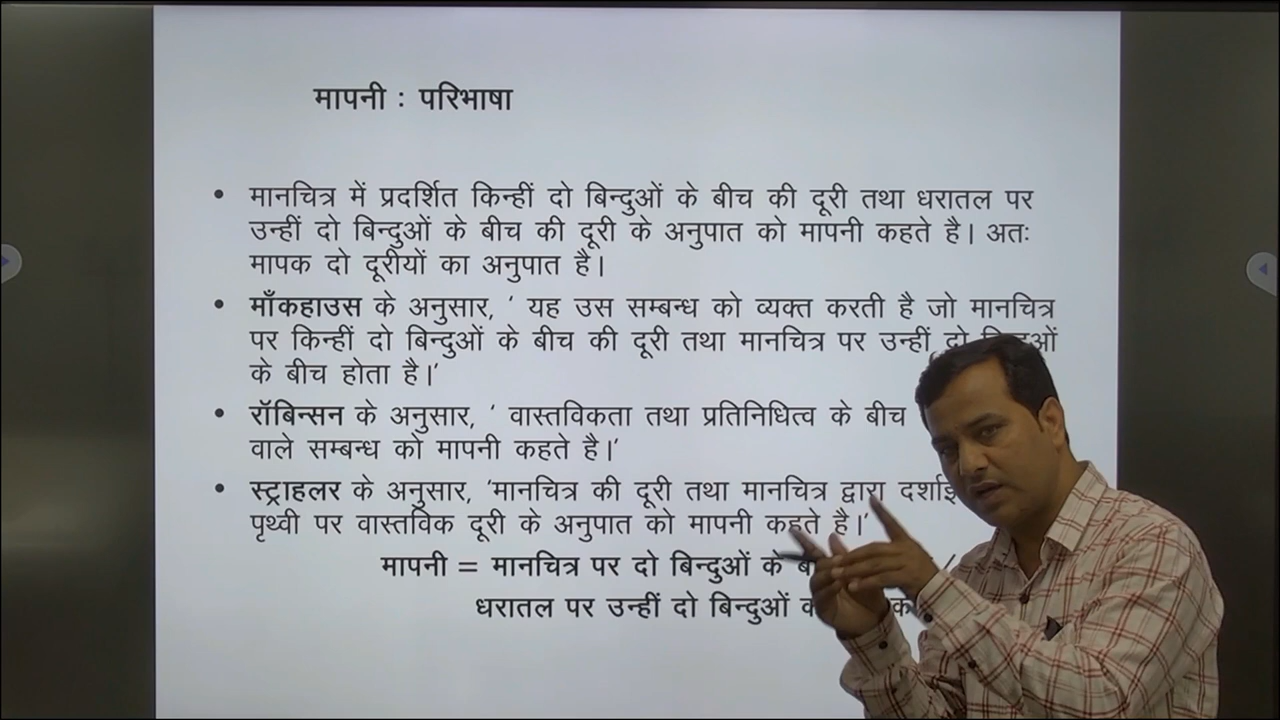 मापनी : परिभाषा
• मानचित्र में प्रदर्शित किन्हीं दो बिन्दुओं के बीच की दूरी तथा धरातल पर
उन्हीं दो बिन्दुओं के बीच की दूरी के अनुपात को मापनी कहते है। अतः
मापक दो दूरीयों का अनुपात है।
• माँकहाउस के अनुसार, ‘ यह उस सम्बन्ध को व्यक्त करती है जो मानचित्र
पर किन्हीं दो बिन्दुओं के बीच की दूरी तथा मानचित्र पर उन्हीं दो
के बीच होता है।’
• रॉबिन्सन के अनुसार, ‘ वास्तविकता तथा प्रतिनिधित्व के बीच
वाले सम्बन्ध को मापनी कहते है।’
• स्ट्राहलर के अनुसार, ‘मानचित्र की दूरी तथा मानचित्र द्वारा
पृथ्वी पर वास्तविक दूरी के अनुपात को मापनी कहते है।’
मापनी = मानचित्र पर दो बिन्दुओं के
धरातल पर उन्हीं दो बिन्दुओं